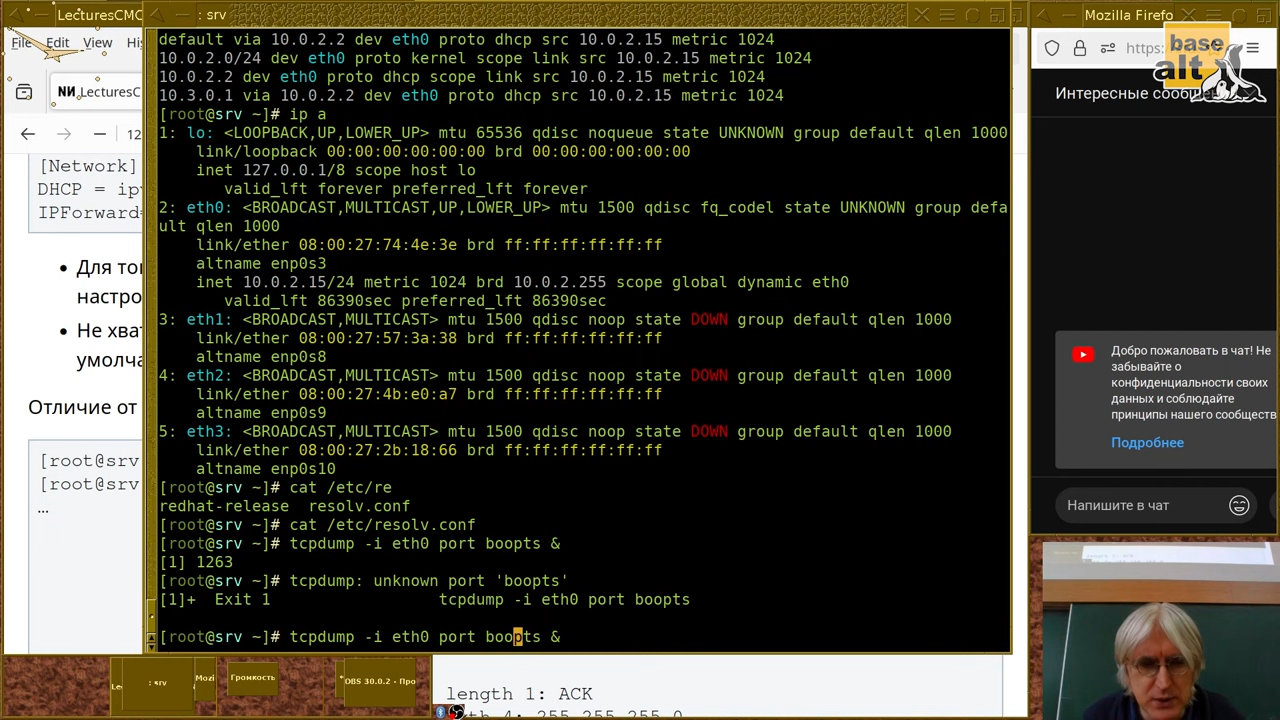 LecturesCMC
: srv
Mozilla Firefo
File Edit View
LecturesCMC
12
[Network]
DHCP = ip
IPForward
Для то
настро
Не хва
умолча
Отличие от
[root@srv
[root@srv
…
default via 10.0.2.2 dev eth0 proto dhcp src 10.0.2.15 metric 1024
10.0.2.0/24 dev eth0 proto kernel scope link src 10.0.2.15 metric 1024
10.0.2.2 dev eth0 proto dhcp scope link src 10.0.2.15 metric 1024
10.3.0.1 via 10.0.2.2 dev eth0 proto dhcp src 10.0.2.15 metric 1024
[root@srv ~]# ip a
1: lo: <LOOPBACK,UP,LOWER_UP> mtu 65536 qdisc noqueue state UNKNOWN group default qlen 1000
link/loopback 00:00:00:00:00:00 brd 00:00:00:00:00:00
inet 127.0.0.1/8 scope host lo
valid_lft forever preferred_lft forever
2: eth0: <BROADCAST,MULTICAST,UP,LOWER_UP> mtu 1500 qdisc fq_codel state UNKNOWN group defa
ult qlen 1000
link/ether 08:00:27:74:4e:3e brd ff:ff:ff:ff:ff:ff
altname enp0s3
inet 10.0.2.15/24 metric 1024 brd 10.0.2.255 scope global dynamic eth0
valid_lft 86390sec preferred_lft 86390sec
3: eth1: <BROADCAST,MULTICAST> mtu 1500 qdisc noop state DOWN group default qlen 1000
link/ether 08:00:27:57:3a:38 brd ff:ff:ff:ff:ff:ff
altname enp0s8
4: eth2: <BROADCAST,MULTICAST> mtu 1500 qdisc noop state DOWN group default qlen 1000
link/ether 08:00:27:4b:e0:a7 brd ff:ff:ff:ff:ff:ff
altname enp0s9
5: eth3: <BROADCAST,MULTICAST> mtu 1500 qdisc noop state DOWN group default qlen 1000
link/ether 08:00:27:2b:18:66 brd ff:ff:ff:ff:ff:ff
altname enp0s10
[root@srv ~]# cat /etc/re
redhat-release resolv.conf
[root@srv ~]# cat /etc/resolv.conf
[root@srv ~]# tcpdump -i eth0 port boopts &
[1] 1263
[root@srv ~]# tcpdump: unknown port 'boopts'
[1]+ Exit 1 tcpdump -i eth0 port boopts
[root@srv ~]# tcpdump -i eth0 port boopts &
length 1: ACK
https:
base
alt
Интересные сообщ
Добро пожаловать в чат! Не
забывайте о
конфиденциальности своих
данных и соблюдайте
принципы нашего сообществ
Подробнее
Напишите в чат
: srv
Mozi
Громкость
OBS 30.0.2 - Про